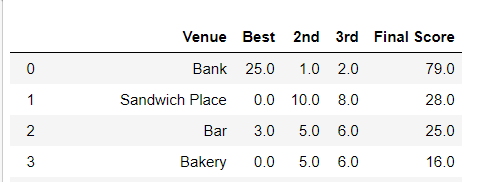 Venue Best 2nd 3rd Final Score
0 Bank 25.0 1.0 2.0 79.0
1 Sandwich Place 0.0 10.0 8.0 28.0
2 Bar 3.0 5.0 6.0 25.0
3 Bakery 0.0 5.0 6.0 16.0